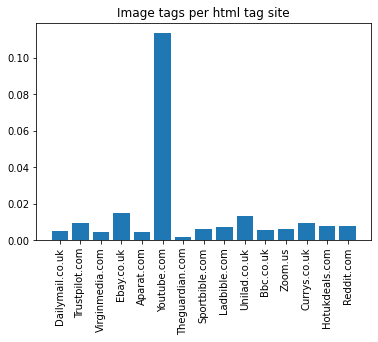 Image tags per html tag site
0.10
0.08
0.06
0.04
0.02
0.00
Dailymail.co.uk
Trustpilot.com
Virginmedia.com
Ebay.co.uk
Aparat.com
Youtube.com
Theguardian.com
Sportbible.com
Ladbible.com
Unilad.co.uk
Bbc.co.uk
Zoom.us
Currys.co.uk
Hotukdeals.com
Reddit.com